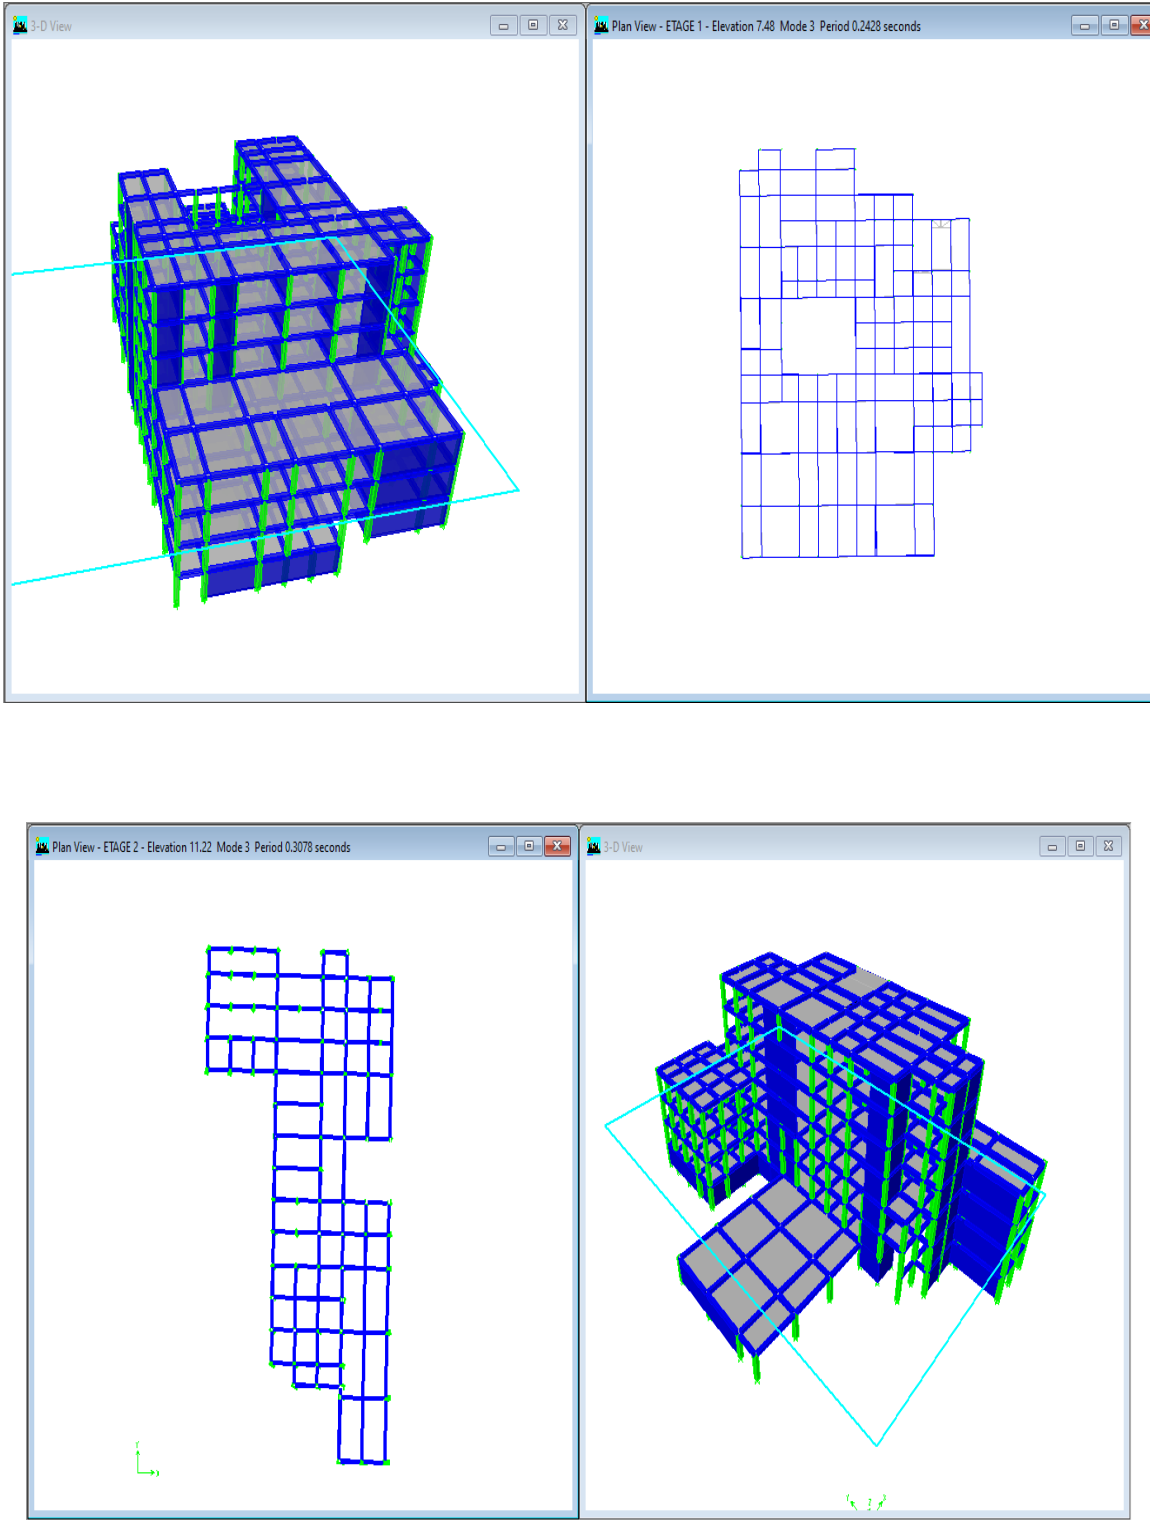 3-D View
Plan View - ETAGE 1 - Elevation 7.48 Mode 3 Period 0.2428 seconds
Plan View - ETAGE 2 - Elevation 11.22 Mode 3 Period 0.3078 seconds
3-D View